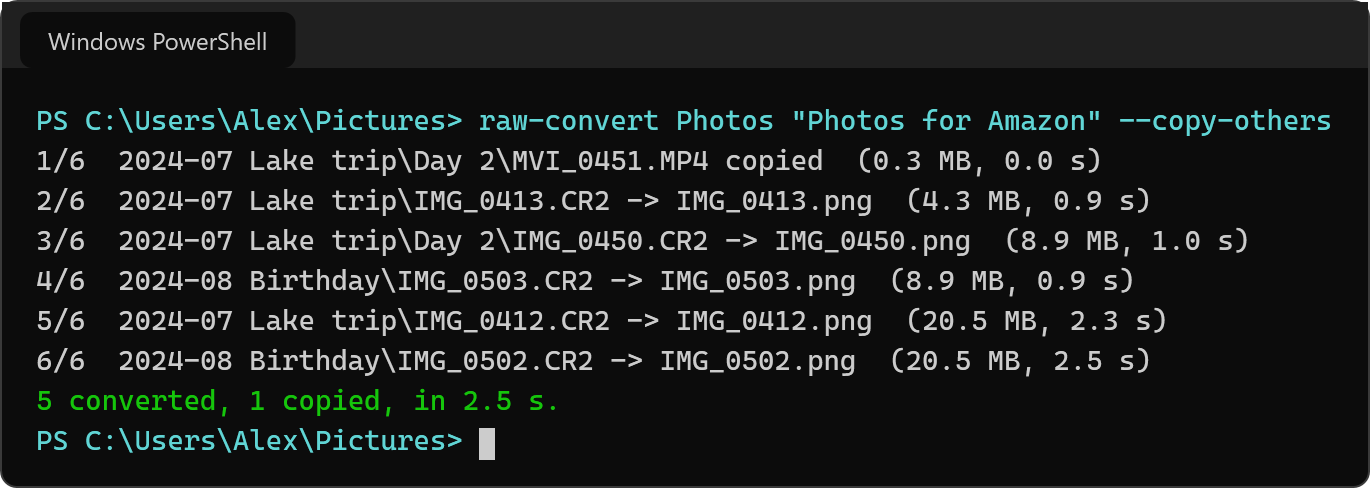 Windows PowerShell
PS C:\Users\Alex\Pictures> raw-convert Photos "Photos for Amazon" --copy-others
1/6  2024-07 Lake trip\Day 2\MVI_0451.MP4 copied  (0.3 MB, 0.0 s)
2/6  2024-07 Lake trip\IMG_0413.CR2 -> IMG_0413.png  (4.3 MB, 0.9 s)
3/6  2024-07 Lake trip\Day 2\IMG_0450.CR2 -> IMG_0450.png  (8.9 MB, 1.0 s)
4/6  2024-08 Birthday\IMG_0503.CR2 -> IMG_0503.png  (8.9 MB, 0.9 s)
5/6  2024-07 Lake trip\IMG_0412.CR2 -> IMG_0412.png  (20.5 MB, 2.3 s)
6/6  2024-08 Birthday\IMG_0502.CR2 -> IMG_0502.png  (20.5 MB, 2.5 s)
5 converted, 1 copied, in 2.5 s.
PS C:\Users\Alex\Pictures>